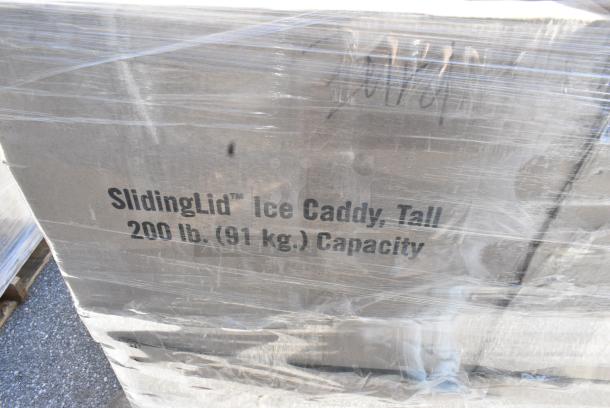 SlidingLid™ Ice Caddy, Tall
200 lb. (91 kg.) Capacity